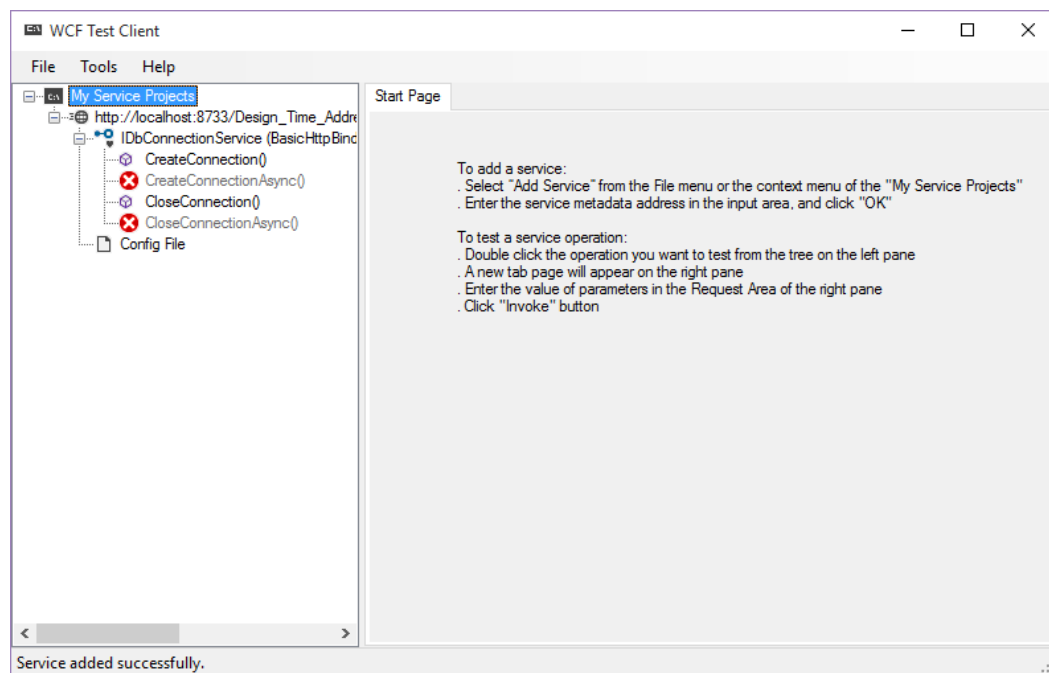 WCF Test Client
File Tools Help
My Service Projects
http://localhost:8733/Design_Time_Addre
IDbConnectionService (BasicHttpBinc
CreateConnection()
CreateConnectionAsync()
CloseConnection()
CloseConnectionAsync()
Config File
Start Page
To add a service:
. Select "Add Service" from the File menu or the context menu of the "My Service Projects"
. Enter the service metadata address in the input area, and click "OK"
To test a service operation:
. Double click the operation you want to test from the tree on the left pane
. A new tab page will appear on the right pane
. Enter the value of parameters in the Request Area of the right pane
. Click "Invoke" button
Service added successfully.